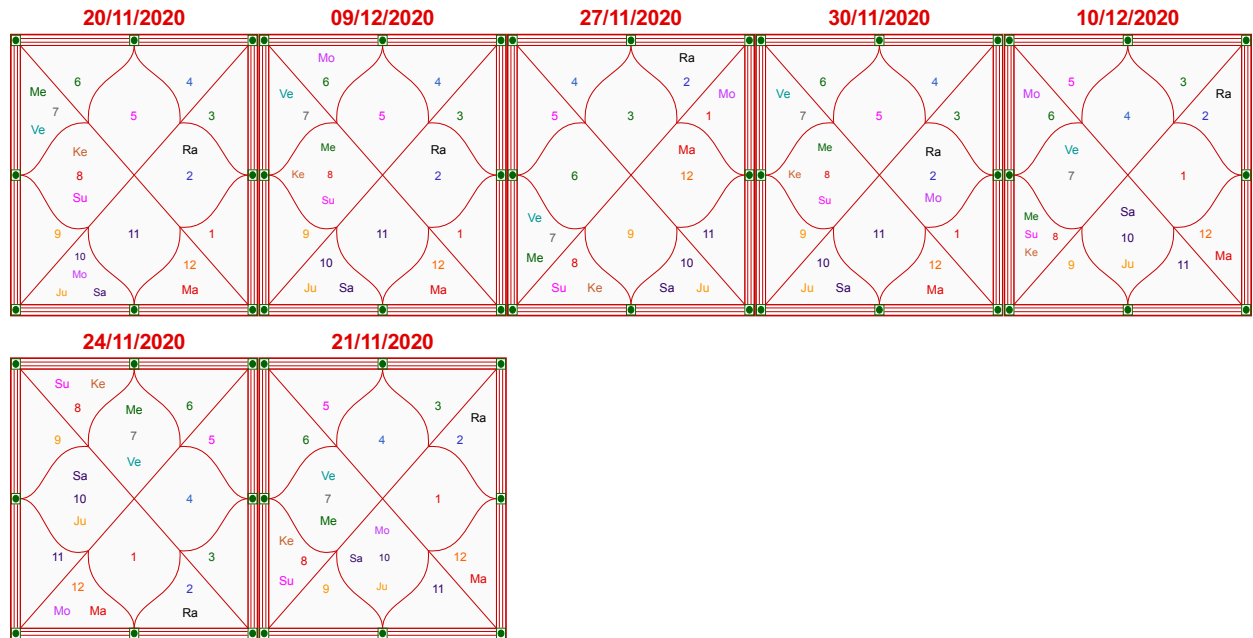 20/11/2020 09/12/2020 27/11/2020 30/11/2020 10/12/2020
6 4
Me
7 5 3
Ve
Ke Ra
8 2
Su
9 11 1
10
Mo 12
Ju Sa Ma
Mo
6 4
Ve
7 5 3
Me Ra
Ke 8 2
Su
9 11 1
10 12
Ju Sa Ma
Ra
4 2
Mo
5 3 1
Ma
6 12
Ve
7 9 11
Me
8 10
Su Ke Sa Ju
6 4
Ve
7 5 3
Me Ra
Ke 8 2
Su Mo
9 11 1
10 12
Ju Sa Ma
5 3
Mo Ra
6 4 2
Ve
7 1
Me Sa
Su 8 10 12
Ke Ju Ma
9 11
24/11/2020 21/11/2020
Su Ke
8 Me 6
9 7 5
Ve
Sa
10 4
Ju
11 1 3
12 2
Mo Ma Ra
5 3
Ra
6 4 2
Ve
7 1
Me
Ke Mo
8 Sa 10 12
Su Ju Ma
9 11